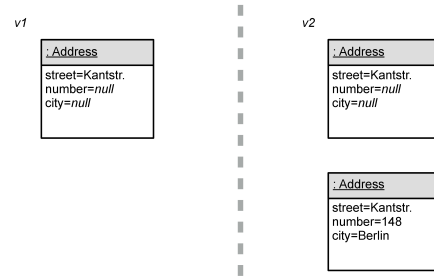 v1
: Address
street=Kantstr.
number=null
city=null
v2
: Address
street=Kantstr.
number=null
city=null
: Address
street=Kantstr.
number=148
city=Berlin